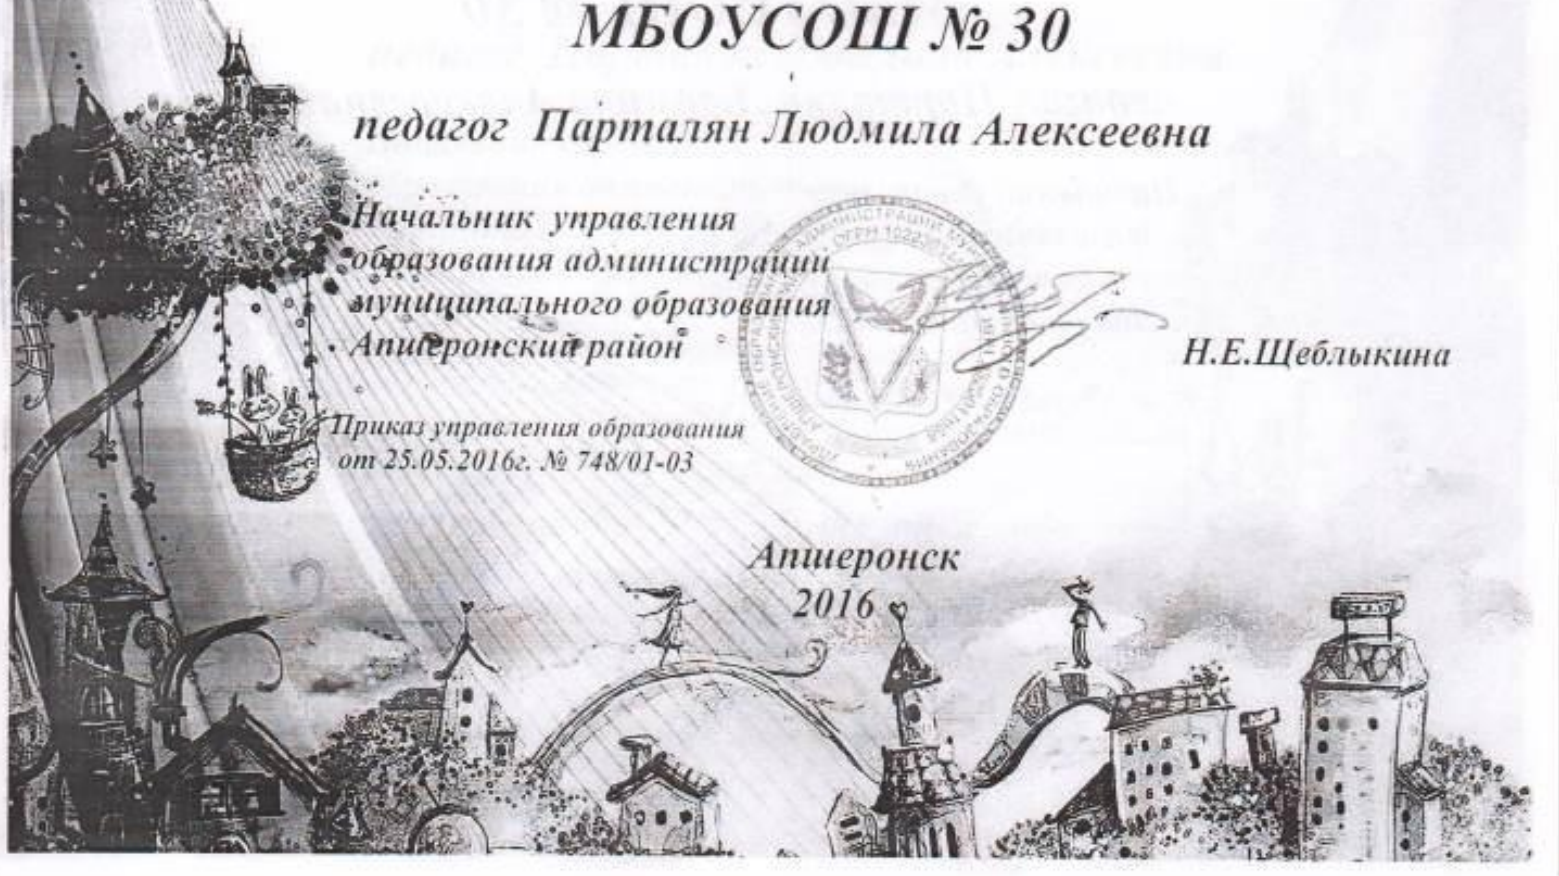 МБОУСОШ № 30
педагог Парталян Людмила Алексеевна
Начальник управления
образования администрации
муниципального образования
Апшеронский район
Н.Е.Щеблыкина
Приказ управления образования
от 25.05.2016г. № 748/01-03
Апшеронск
2016